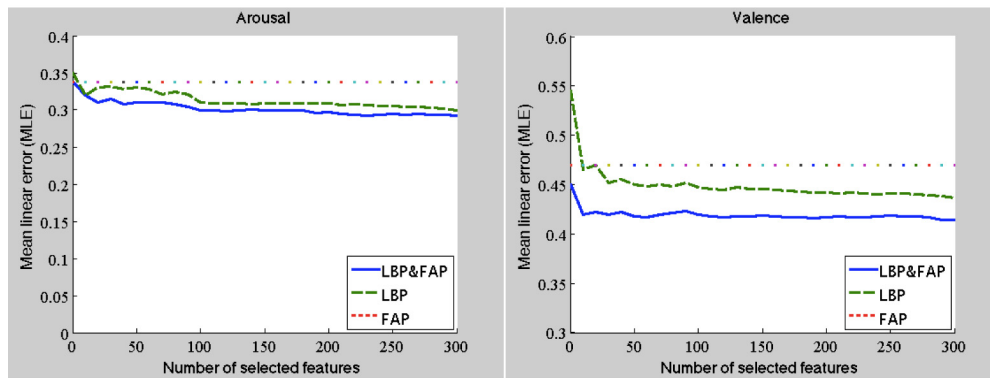 Arousal
Mean linear error (MLE)
0.4
0.35
0.3
0.25
0.2
0.15
0.1
0.05
0
LBP&FAP
LBP
FAP
0 50 100 150 200 250 300
Number of selected features
Valence
Mean linear error (MLE)
0.6
0.55
0.5
0.45
0.4
0.35
0.3
LBP&FAP
LBP
FAP
0 50 100 150 200 250 300
Number of selected features